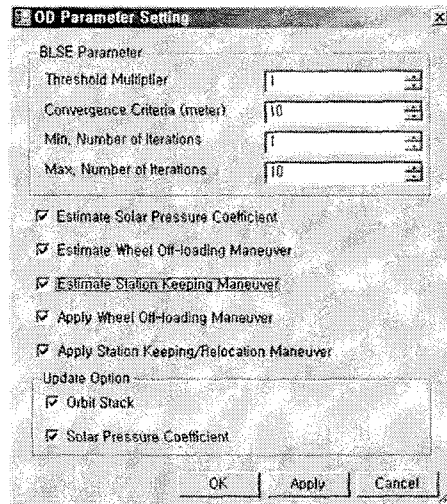 OD Parameter Setting
BLSE Parameter
Threshold Multiplier 1
Convergence Criteria (meter) 10
Min, Number of Iterations 1
Max, Number of Iterations 10
Estimate Solar Pressure Coefficient
Estimate Wheel Off-loading Maneuver
Estimate Station Keeping Maneuver
Apply Wheel Off-loading Maneuver
Apply Station Keeping/Relocation Maneuver
Update Option
Orbit Stack
Solar Pressure Coefficient
OK Apply Cancel